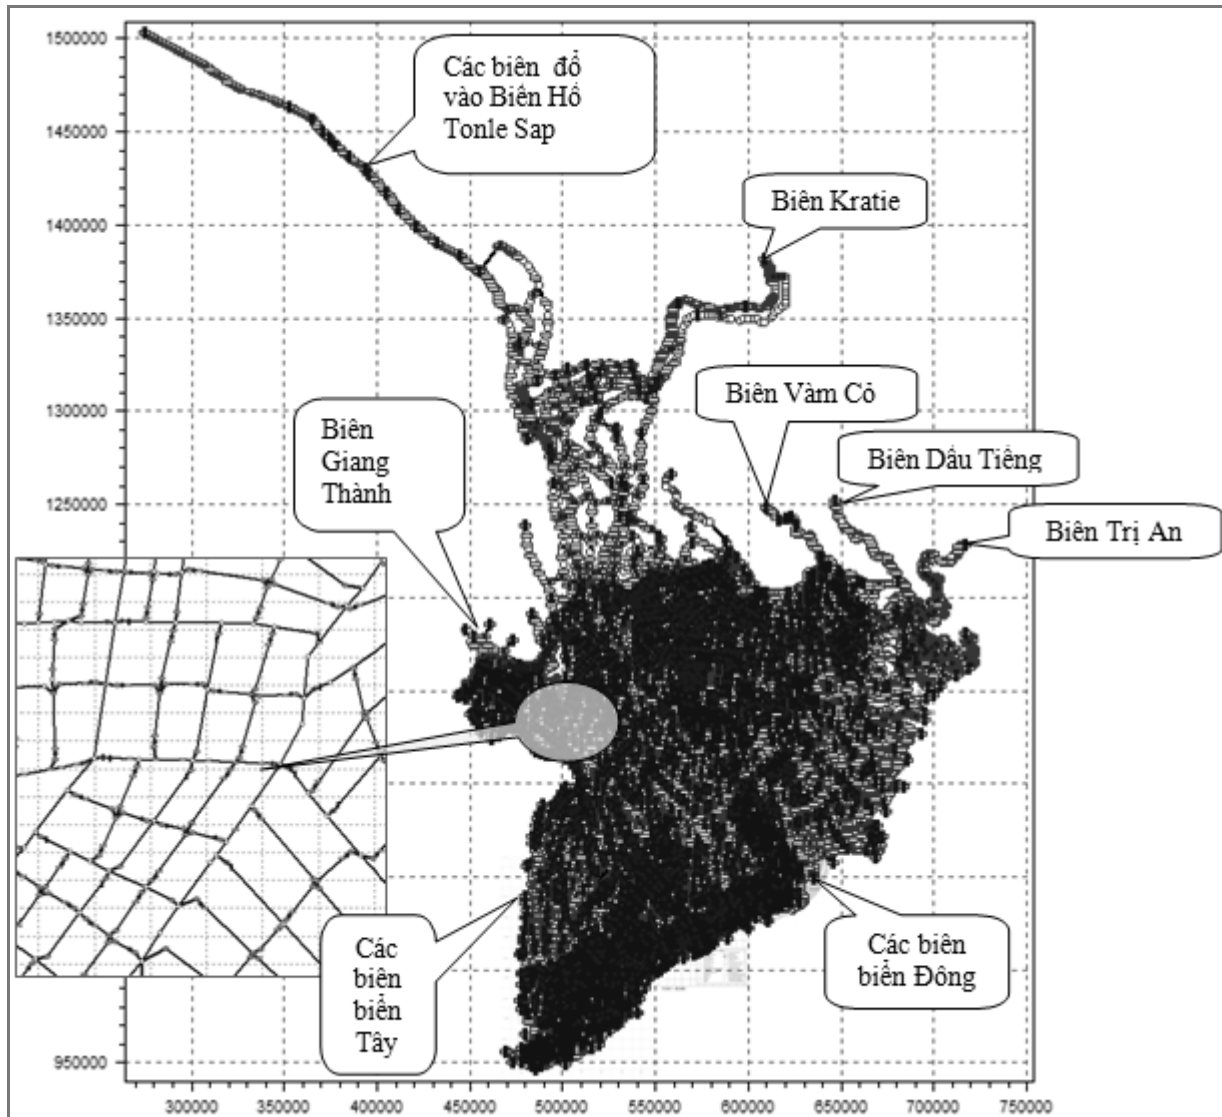 1500000
Các biên đổ
vào Biên Hồ
Tonle Sap
1450000
Biên Kratie
1400000
1350000
Biên Vàm Cỏ
1300000
Biên
Giang
Thành
Biên Dầu Tiếng
1250000
Biên Trị An
Các
biên
biển
Tây
Các biên
biển Đông
950000
300000 350000 400000 450000 500000 550000 600000 650000 700000 750000